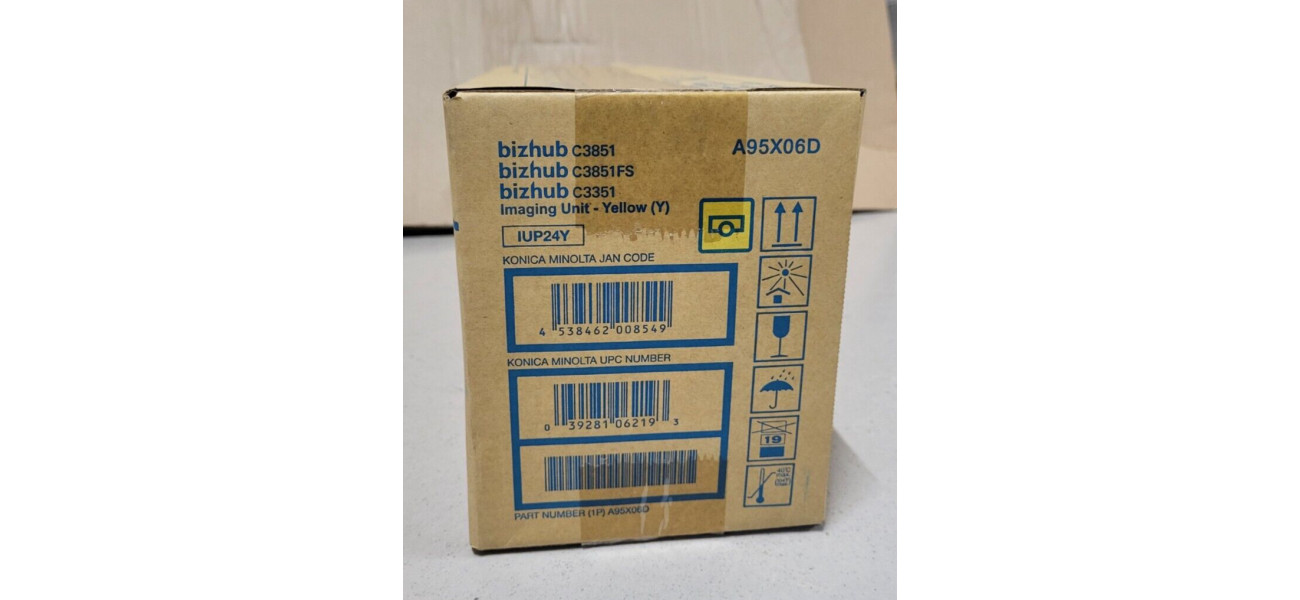 bizhub C3851
bizhub C3851FS
bizhub C3351
Imaging Unit - Yellow (Y)
IUP24Y
A95X06D
KONICA MINOLTA JAN CODE
4 538462 008549
KONICA MINOLTA UPC NUMBER
0 39281 06219 3
PART NUMBER (1P) A95X06D
19